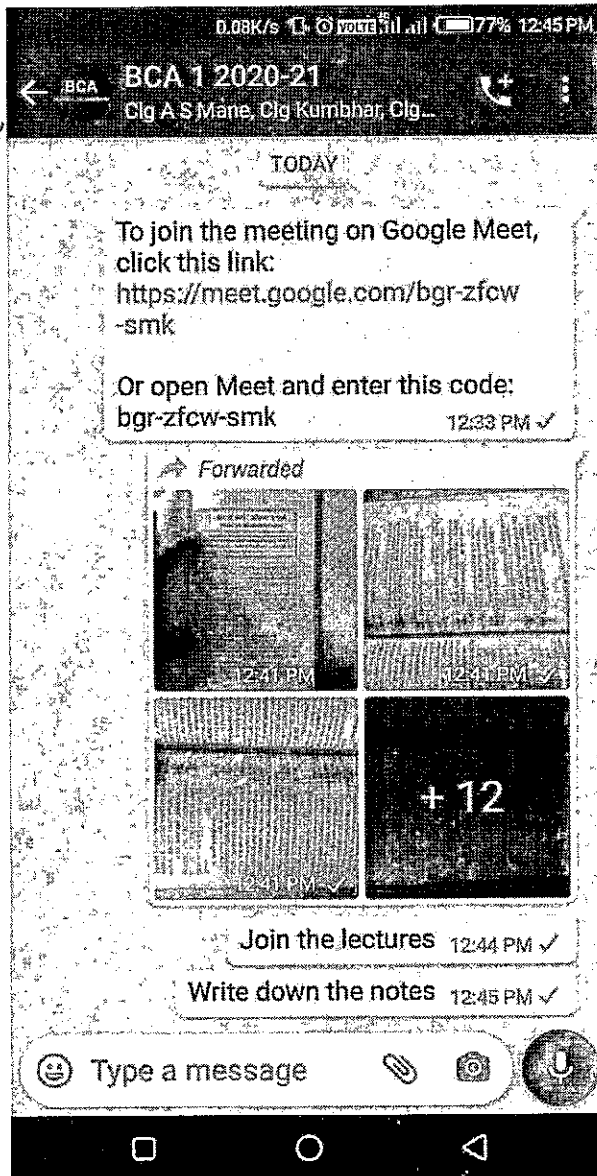 0.08K/s VOLTE 4G 77% 12:45 PM
BCA
BCA 1 2020-21
Clg A S Mane, Clg Kumbhar, Clg...
TODAY
To join the meeting on Google Meet,
click this link:
https://meet.google.com/bgr-zfcw
-smk
Or open Meet and enter this code:
bgr-zfcw-smk 12:33 PM
Forwarded
12:41 PM
12:41 PM
12:41 PM
+ 12
Join the lectures 12:44 PM
Write down the notes 12:45 PM
Type a message